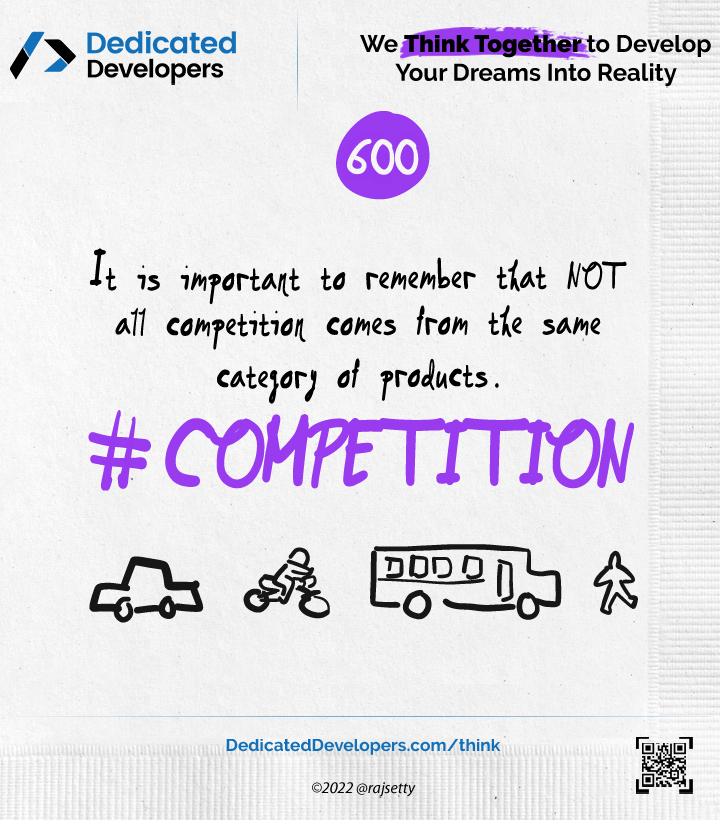 Dedicated
Developers
We Think Together to Develop
Your Dreams Into Reality
600
It is important to remember that NOT
all competition comes from the same
category of products.
#COMPETITION
DedicatedDevelopers.com/think
©2022 @rajsetty